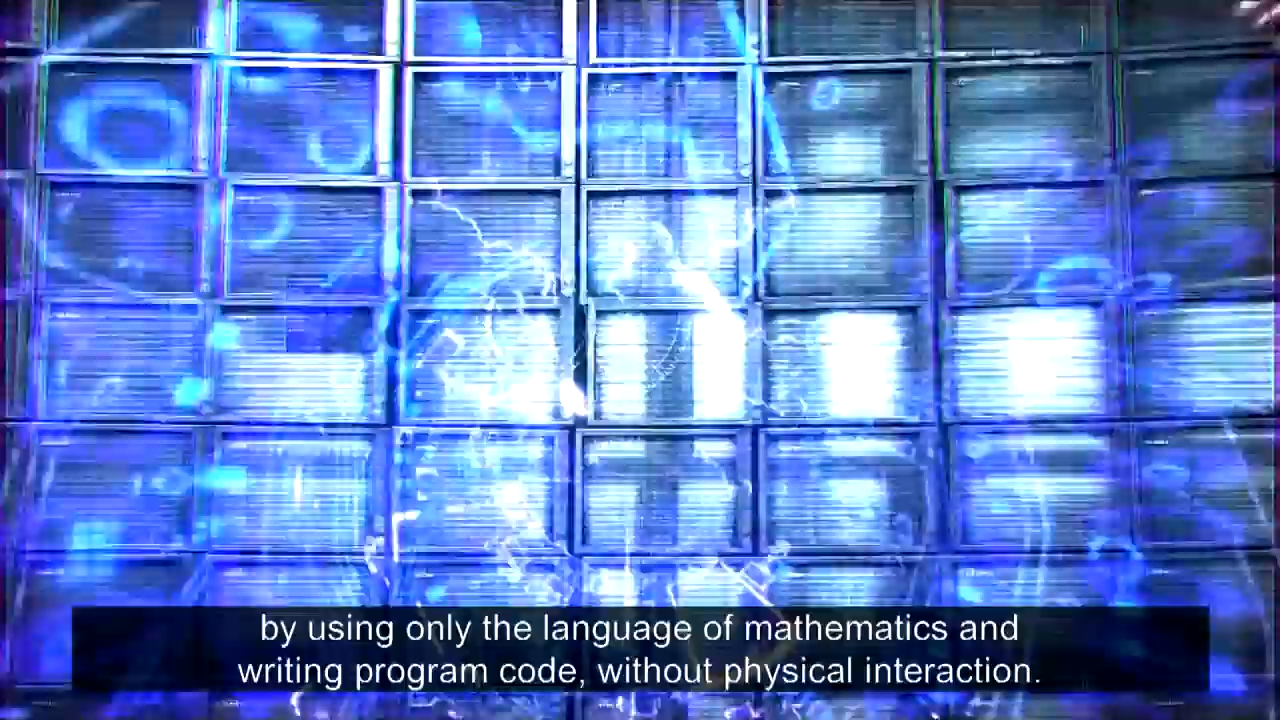 by using only the language of mathematics and
writing program code, without physical interaction.